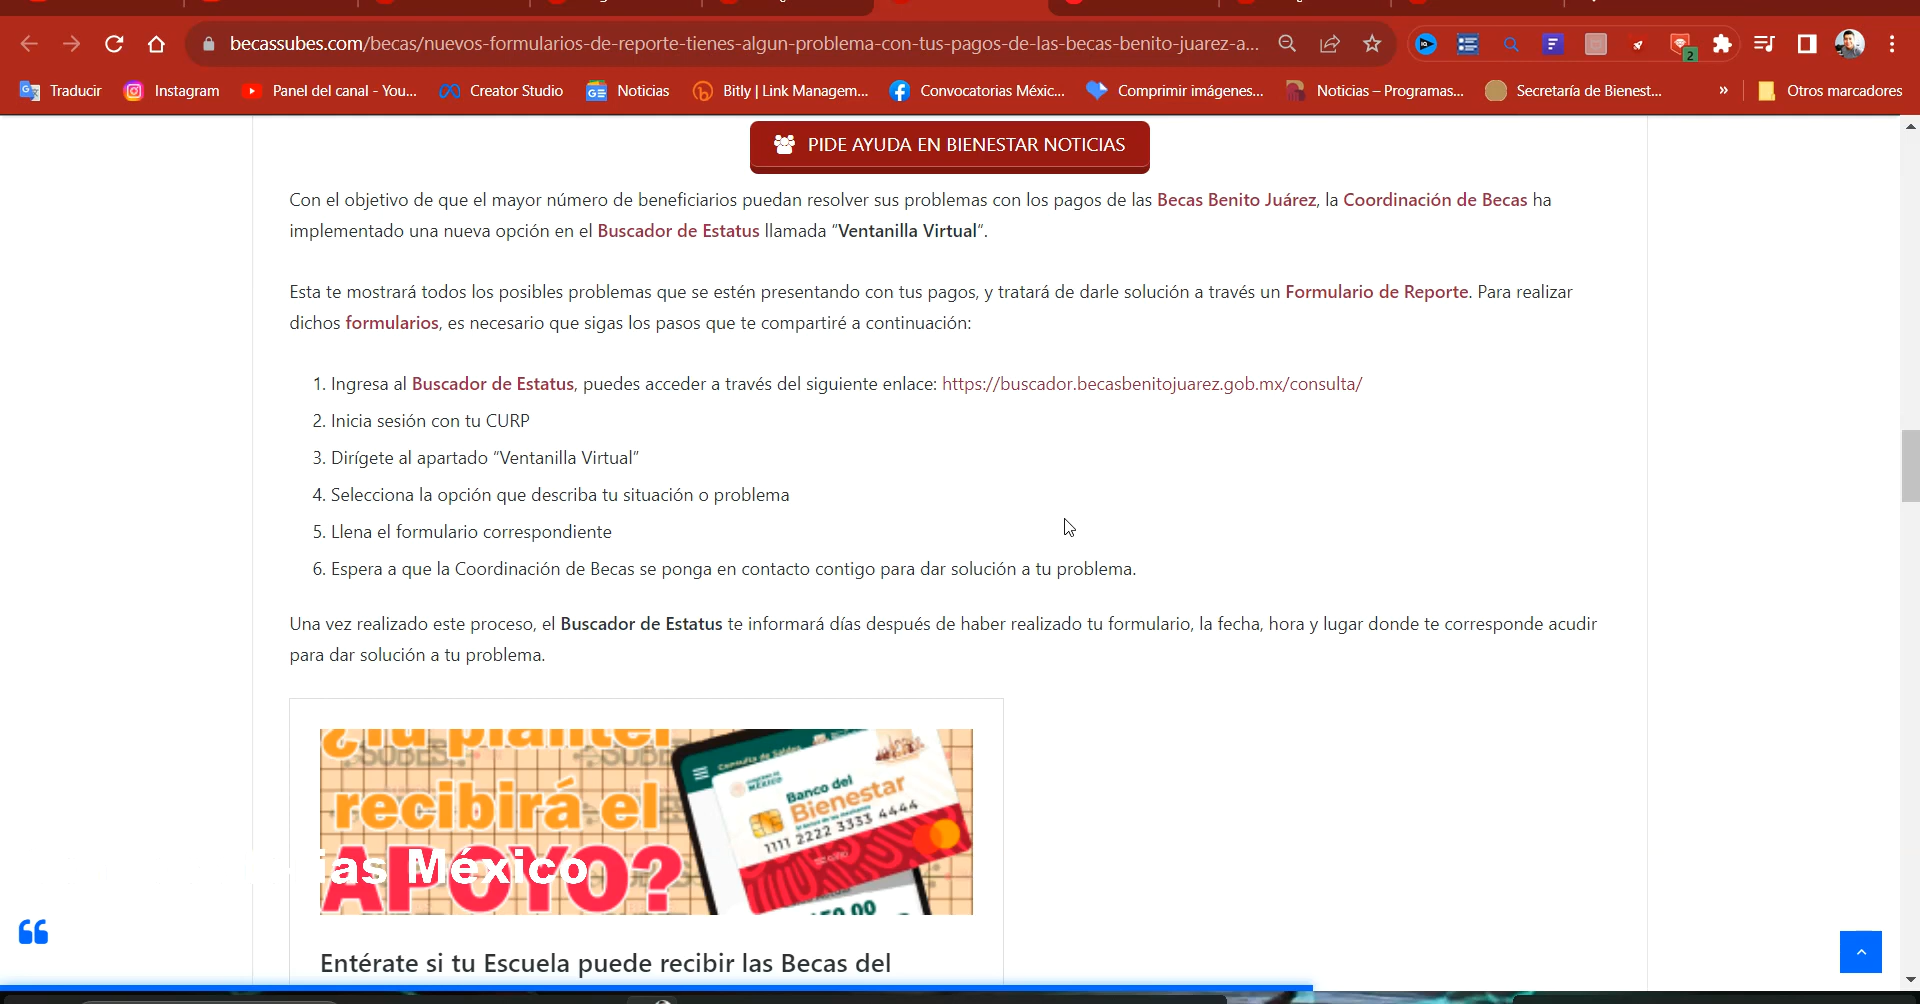 becassubes.com/becas/nuevos-formularios-de-reporte-tienes-algun-problema-con-tus-pagos-de-las-becas-benito-juarez-a...
2
Traducir
Instagram
Panel del canal - You...
Creator Studio
Noticias
Bitly | Link Managem...
Convocatorias Méxic...
Comprimir imágenes...
Noticias – Programas...
Secretaría de Bienest...
»
Otros marcadores
PIDE AYUDA EN BIENESTAR NOTICIAS
Con el objetivo de que el mayor número de beneficiarios puedan resolver sus problemas con los pagos de las Becas Benito Juárez, la Coordinación de Becas ha
implementado una nueva opción en el Buscador de Estatus llamada “Ventanilla Virtual“.
Esta te mostrará todos los posibles problemas que se estén presentando con tus pagos, y tratará de darle solución a través un Formulario de Reporte. Para realizar
dichos formularios, es necesario que sigas los pasos que te compartiré a continuación:
1. Ingresa al Buscador de Estatus, puedes acceder a través del siguiente enlace: https://buscador.becasbenitojuarez.gob.mx/consulta/
2. Inicia sesión con tu CURP
3. Dirígete al apartado “Ventanilla Virtual”
4. Selecciona la opción que describa tu situación o problema
5. Llena el formulario correspondiente
6. Espera a que la Coordinación de Becas se ponga en contacto contigo para dar solución a tu problema.
Una vez realizado este proceso, el Buscador de Estatus te informará días después de haber realizado tu formulario, la fecha, hora y lugar donde te corresponde acudir
para dar solución a tu problema.
¿Tu plantel
recibirá el
APOYO?
Consulta de Saldos
GOBIERNO DE
MÉXICO
Banco del
Bienestar
1111 2222 3333 4444
México
Entérate si tu Escuela puede recibir las Becas del